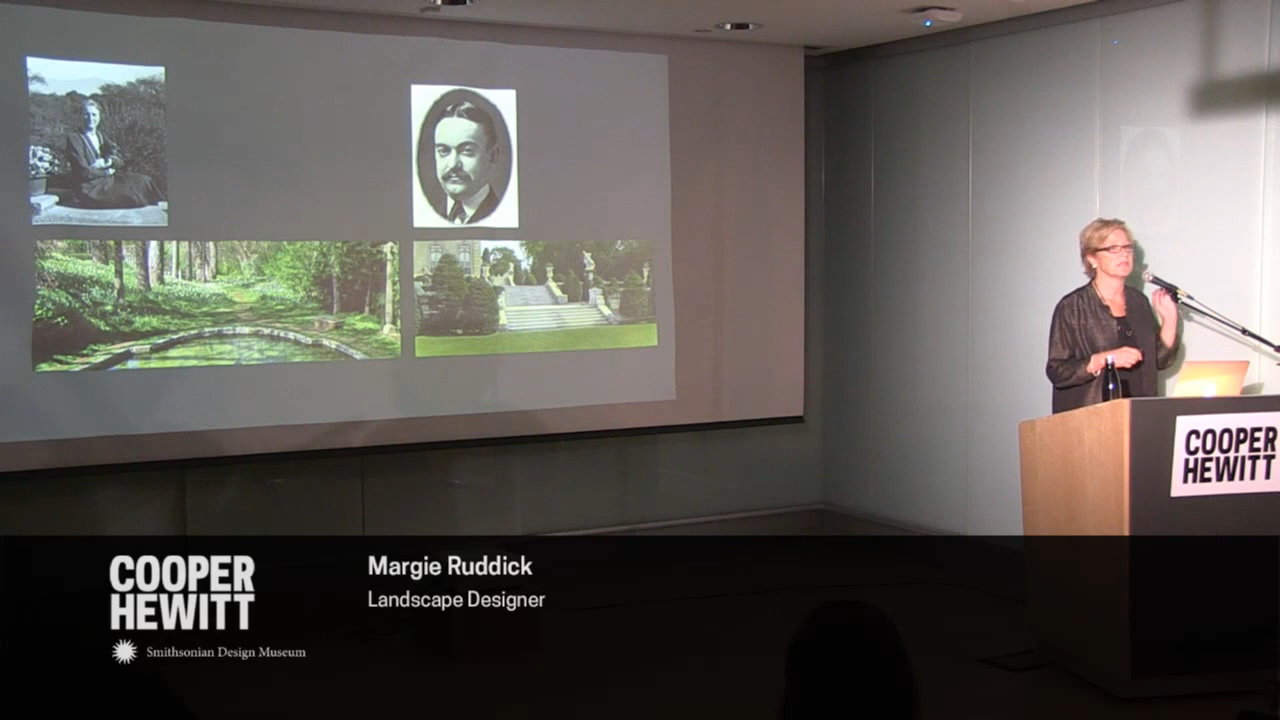 COOPER
HEWITT
COOPER
HEWITT
Smithsonian Design Museum
Margie Ruddick
Landscape Designer